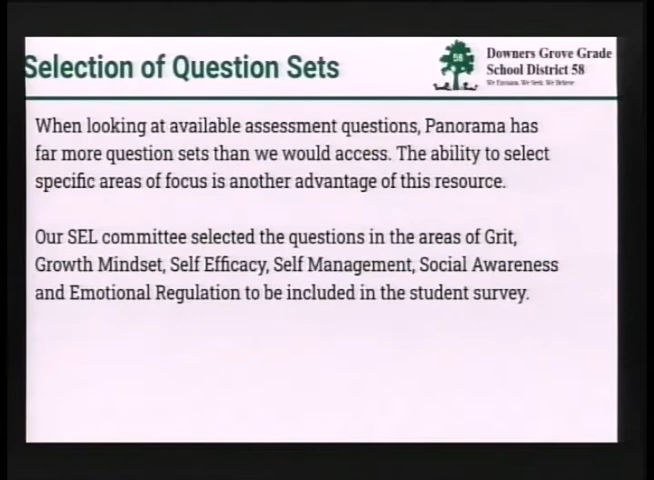 Selection of Question Sets
58
Downers Grove Grade
School District 58
When looking at available assessment questions, Panorama has
far more question sets than we would access. The ability to select
specific areas of focus is another advantage of this resource.
Our SEL committee selected the questions in the areas of Grit,
Growth Mindset, Self Efficacy, Self Management, Social Awareness
and Emotional Regulation to be included in the student survey.